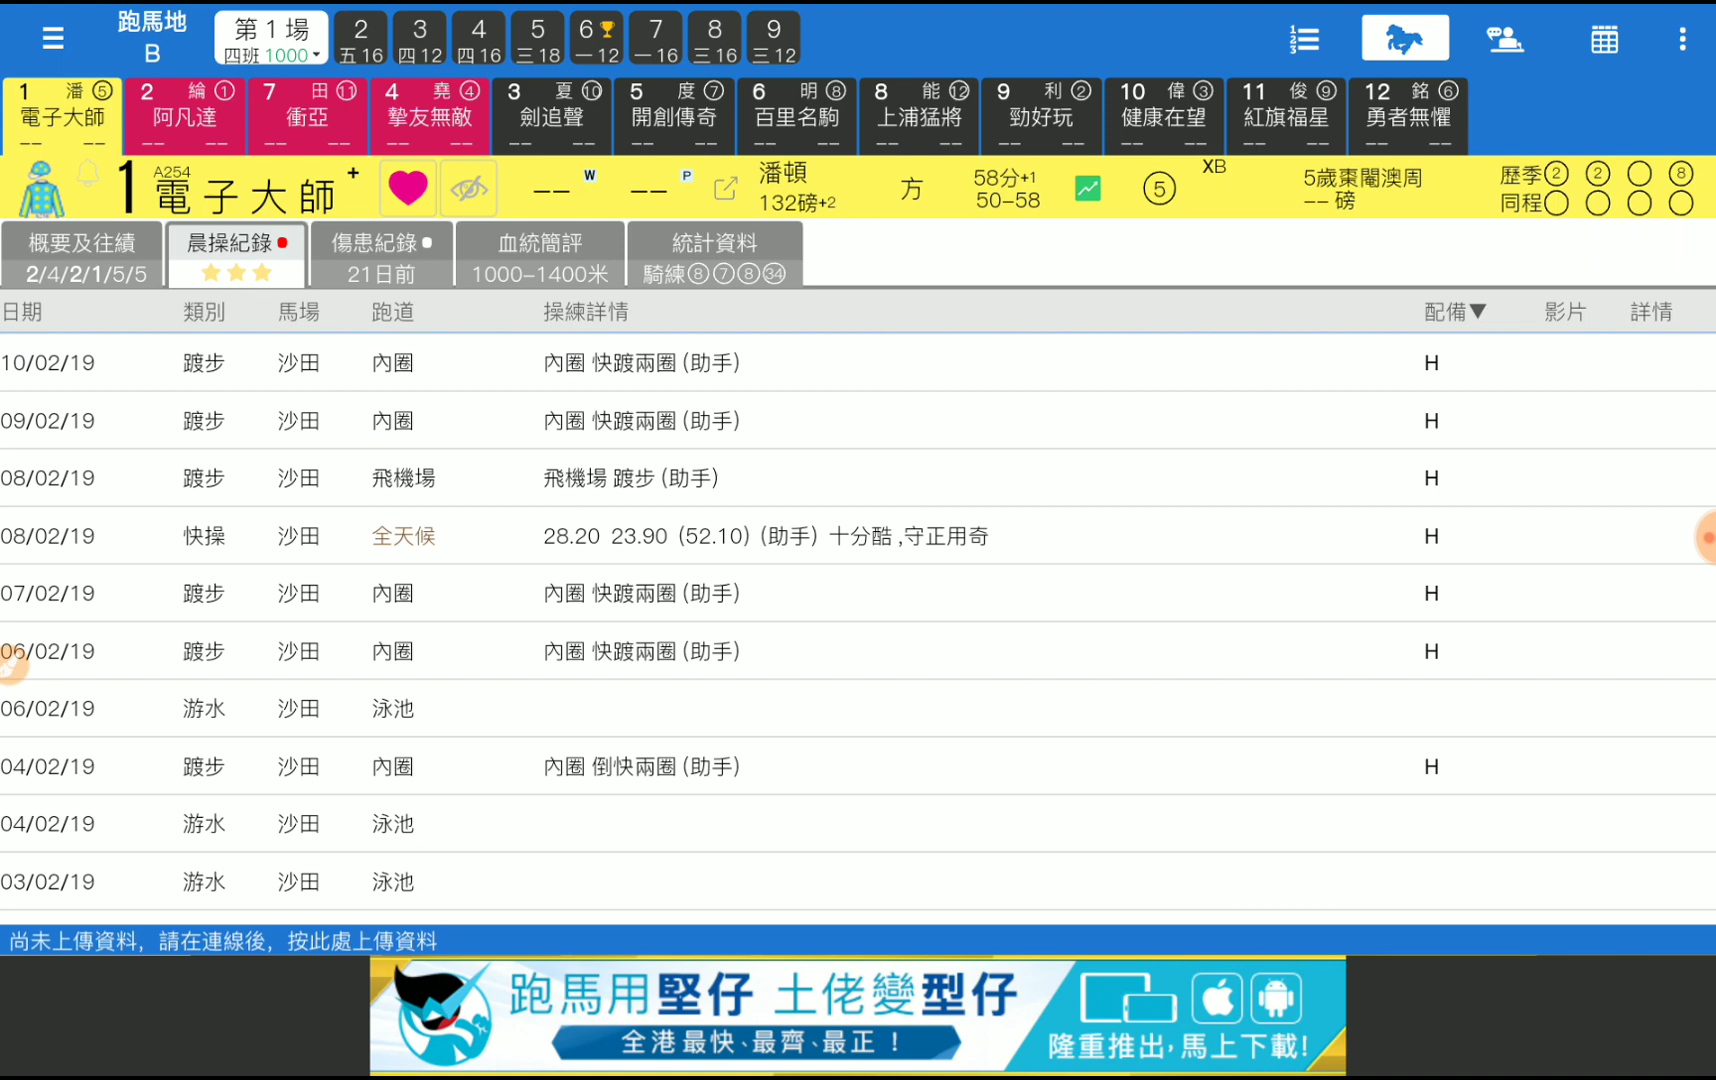 跑馬地
B
第 1 場
四班 1000
2
五 16
3
四 12
4
四 16
5
三 18
6
一 12
7
一 16
8
三 16
9
三 12
1 潘 ⑤
電子大師
-- --
2 綸 ①
阿凡達
-- --
7 田 ⑪
衝亞
-- --
4 堯 ④
摯友無敵
-- --
3 夏 ⑩
劍追聲
-- --
5 度 ⑦
開創傳奇
-- --
6 明 ⑧
百里名駒
-- --
8 能 ⑫
上浦猛將
-- --
9 利 ②
勁好玩
-- --
10 偉 ③
健康在望
-- --
11 俊 ⑨
紅旗福星
-- --
12 銘 ⑥
勇者無懼
-- --
1 A254
電子大師 +
-- W -- P
潘頓
132磅+2
方
58分+1
50-58
⑤
XB
5歲棗閹澳周
-- 磅
歷季② ② ○ ⑧
同程○ ○ ○ ○
概要及往績
2/4/2/1/5/5
晨操紀錄
傷患紀錄
21日前
血統簡評
1000-1400米
統計資料
騎練⑧⑦⑧㉞
日期 類別 馬場 跑道 操練詳情 配備▼ 影片 詳情
10/02/19 踱步 沙田 內圈 內圈 快踱兩圈 (助手) H
09/02/19 踱步 沙田 內圈 內圈 快踱兩圈 (助手) H
08/02/19 踱步 沙田 飛機場 飛機場 踱步 (助手) H
08/02/19 快操 沙田 全天候 28.20 23.90 (52.10) (助手) 十分酷 ,守正用奇 H
07/02/19 踱步 沙田 內圈 內圈 快踱兩圈 (助手) H
06/02/19 踱步 沙田 內圈 內圈 快踱兩圈 (助手) H
06/02/19 游水 沙田 泳池
04/02/19 踱步 沙田 內圈 內圈 倒快兩圈 (助手) H
04/02/19 游水 沙田 泳池
03/02/19 游水 沙田 泳池
尚未上傳資料, 請在連線後, 按此處上傳資料
跑馬用堅仔 土佬變型仔
全港最快、最齊、最正 !
隆重推出,馬上下載!